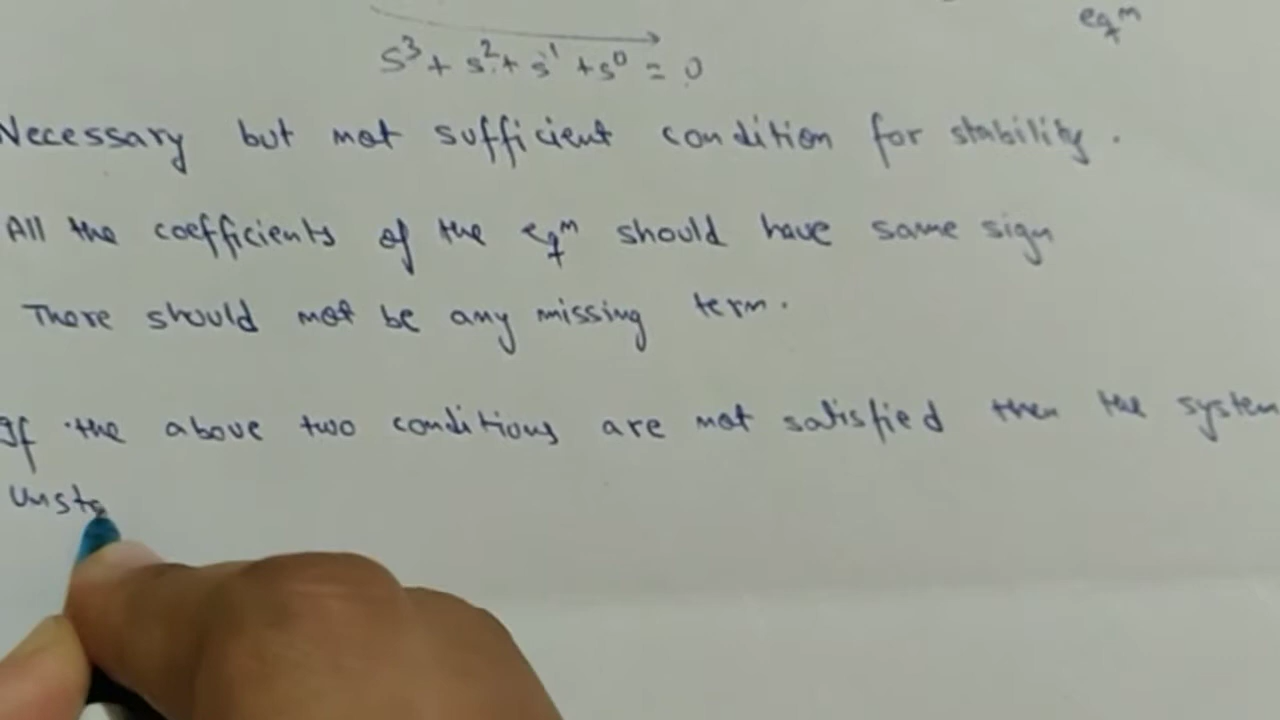 eqⁿ
s³ + s² + s¹ + s⁰ = 0
Necessary but not sufficient condition for stability.
All the coefficients of the eqⁿ should have same sign
There should not be any missing term.
If the above two conditions are not satisfied then the system
unsta